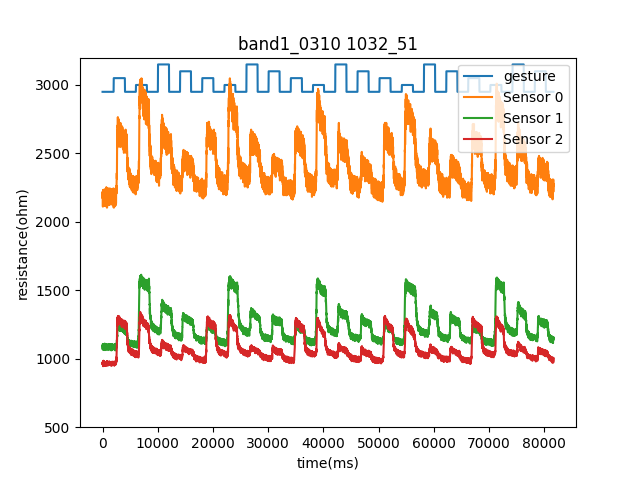 band1_0310 1032_51
gesture
Sensor 0
Sensor 1
Sensor 2
resistance(ohm)
3000
2500
2000
1500
1000
500
0
10000
20000
30000
40000
50000
60000
70000
80000
time(ms)